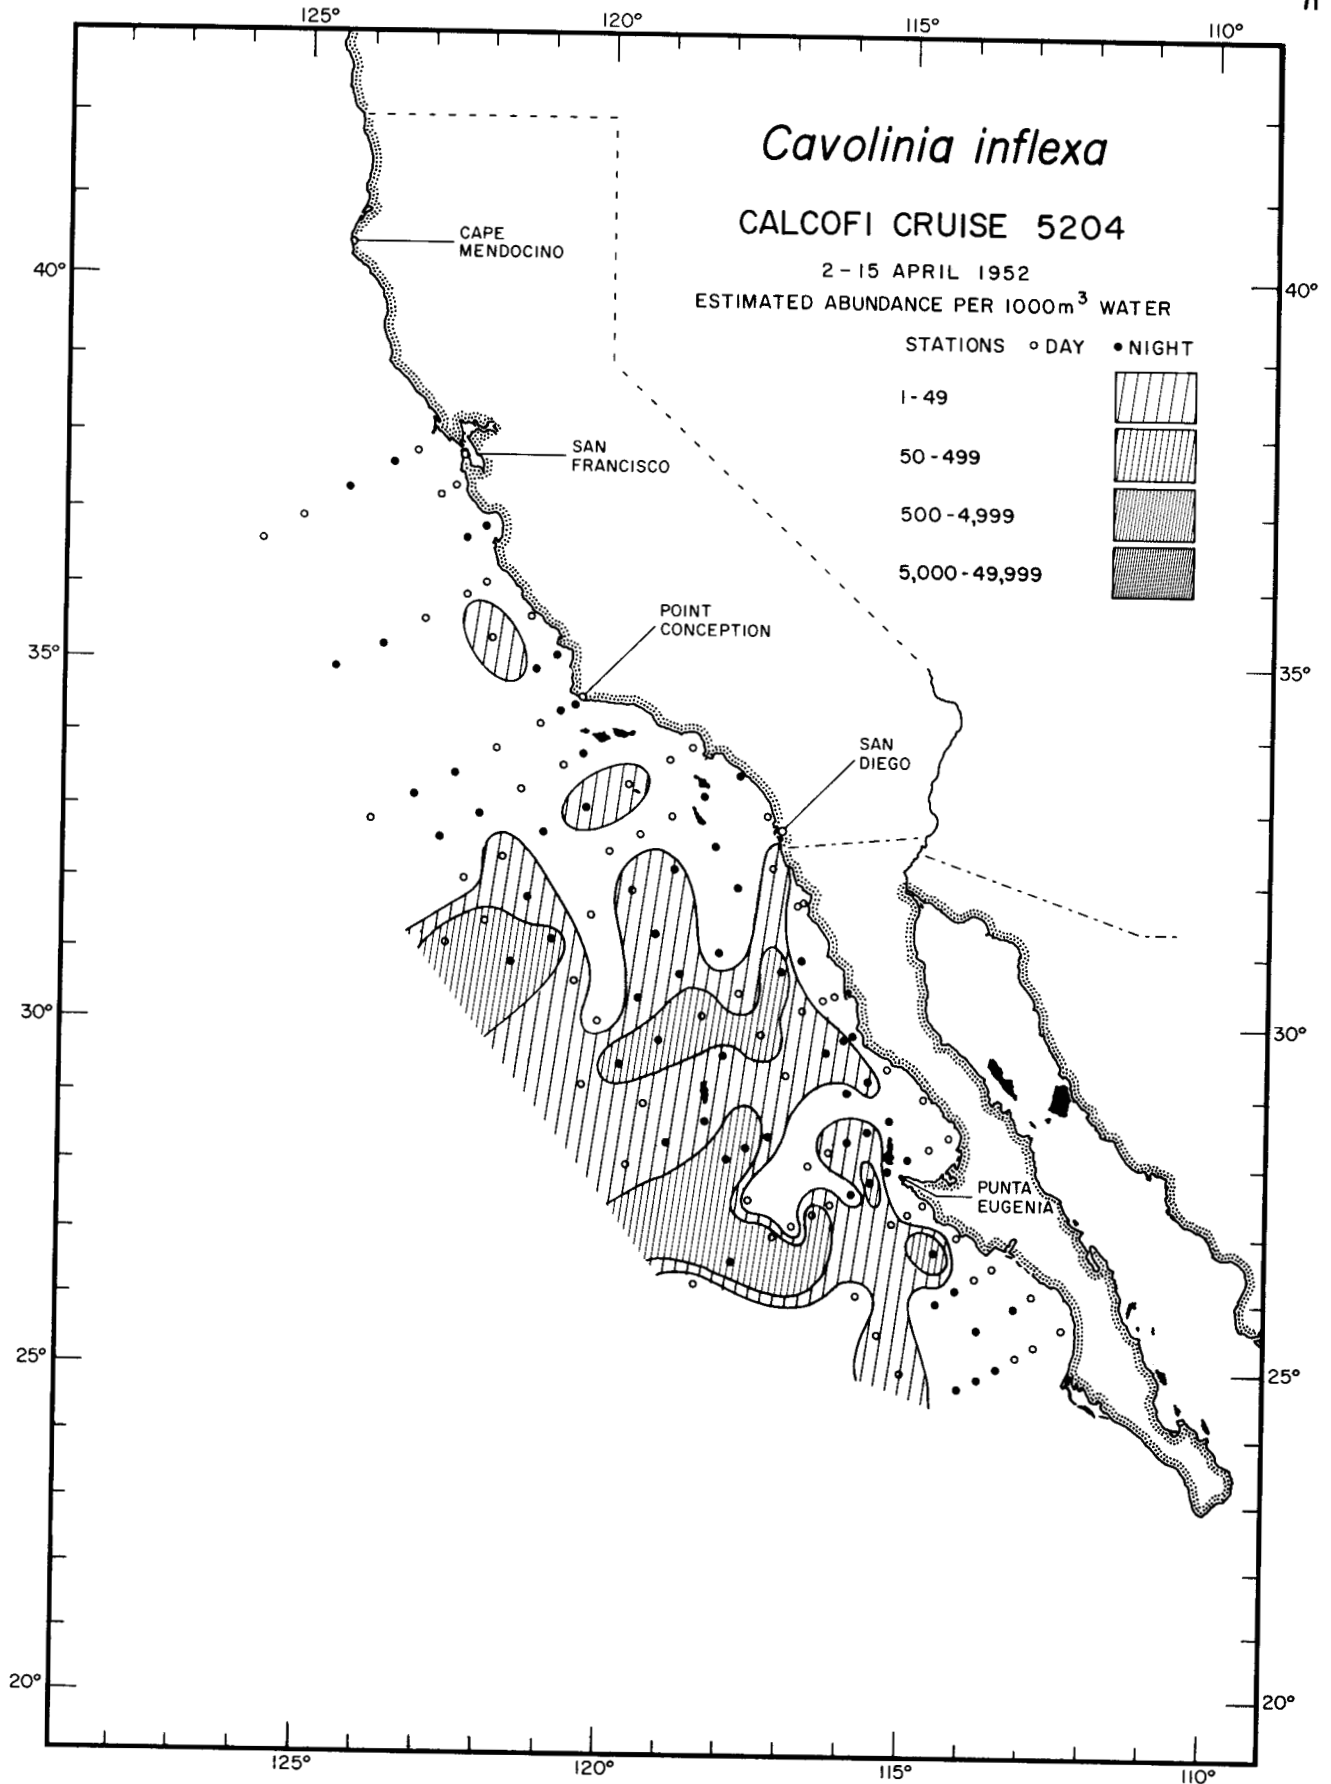 125°
120°
115°
110°
Cavolinia inflexa
CALCOFI CRUISE 5204
2-15 APRIL 1952
ESTIMATED ABUNDANCE PER 1000m³ WATER
STATIONS ○ DAY ● NIGHT
1-49
50-499
500-4,999
5,000-49,999
CAPE
MENDOCINO
40°
40°
SAN
FRANCISCO
POINT
CONCEPTION
35°
35°
SAN
DIEGO
30°
30°
PUNTA
EUGENIA
25°
25°
20°
20°
125°
120°
115°
110°